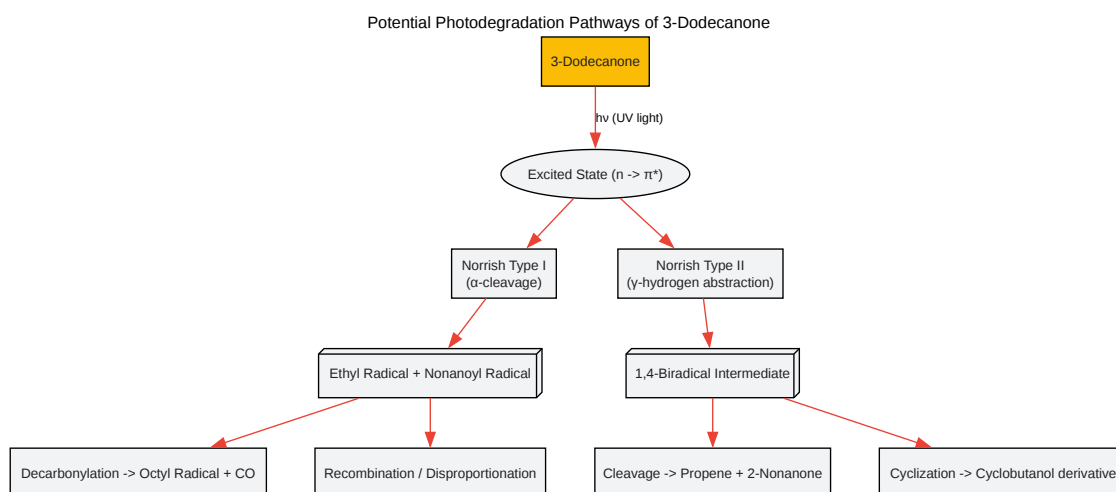 Potential Photodegradation Pathways of 3-Dodecanone
3-Dodecanone
hν (UV light)
Excited State (n -> π*)
Norrish Type I
(α-cleavage)
Norrish Type II
(γ-hydrogen abstraction)
Ethyl Radical + Nonanoyl Radical
1,4-Biradical Intermediate
Decarbonylation -> Octyl Radical + CO
Recombination / Disproportionation
Cleavage -> Propene + 2-Nonanone
Cyclization -> Cyclobutanol derivative